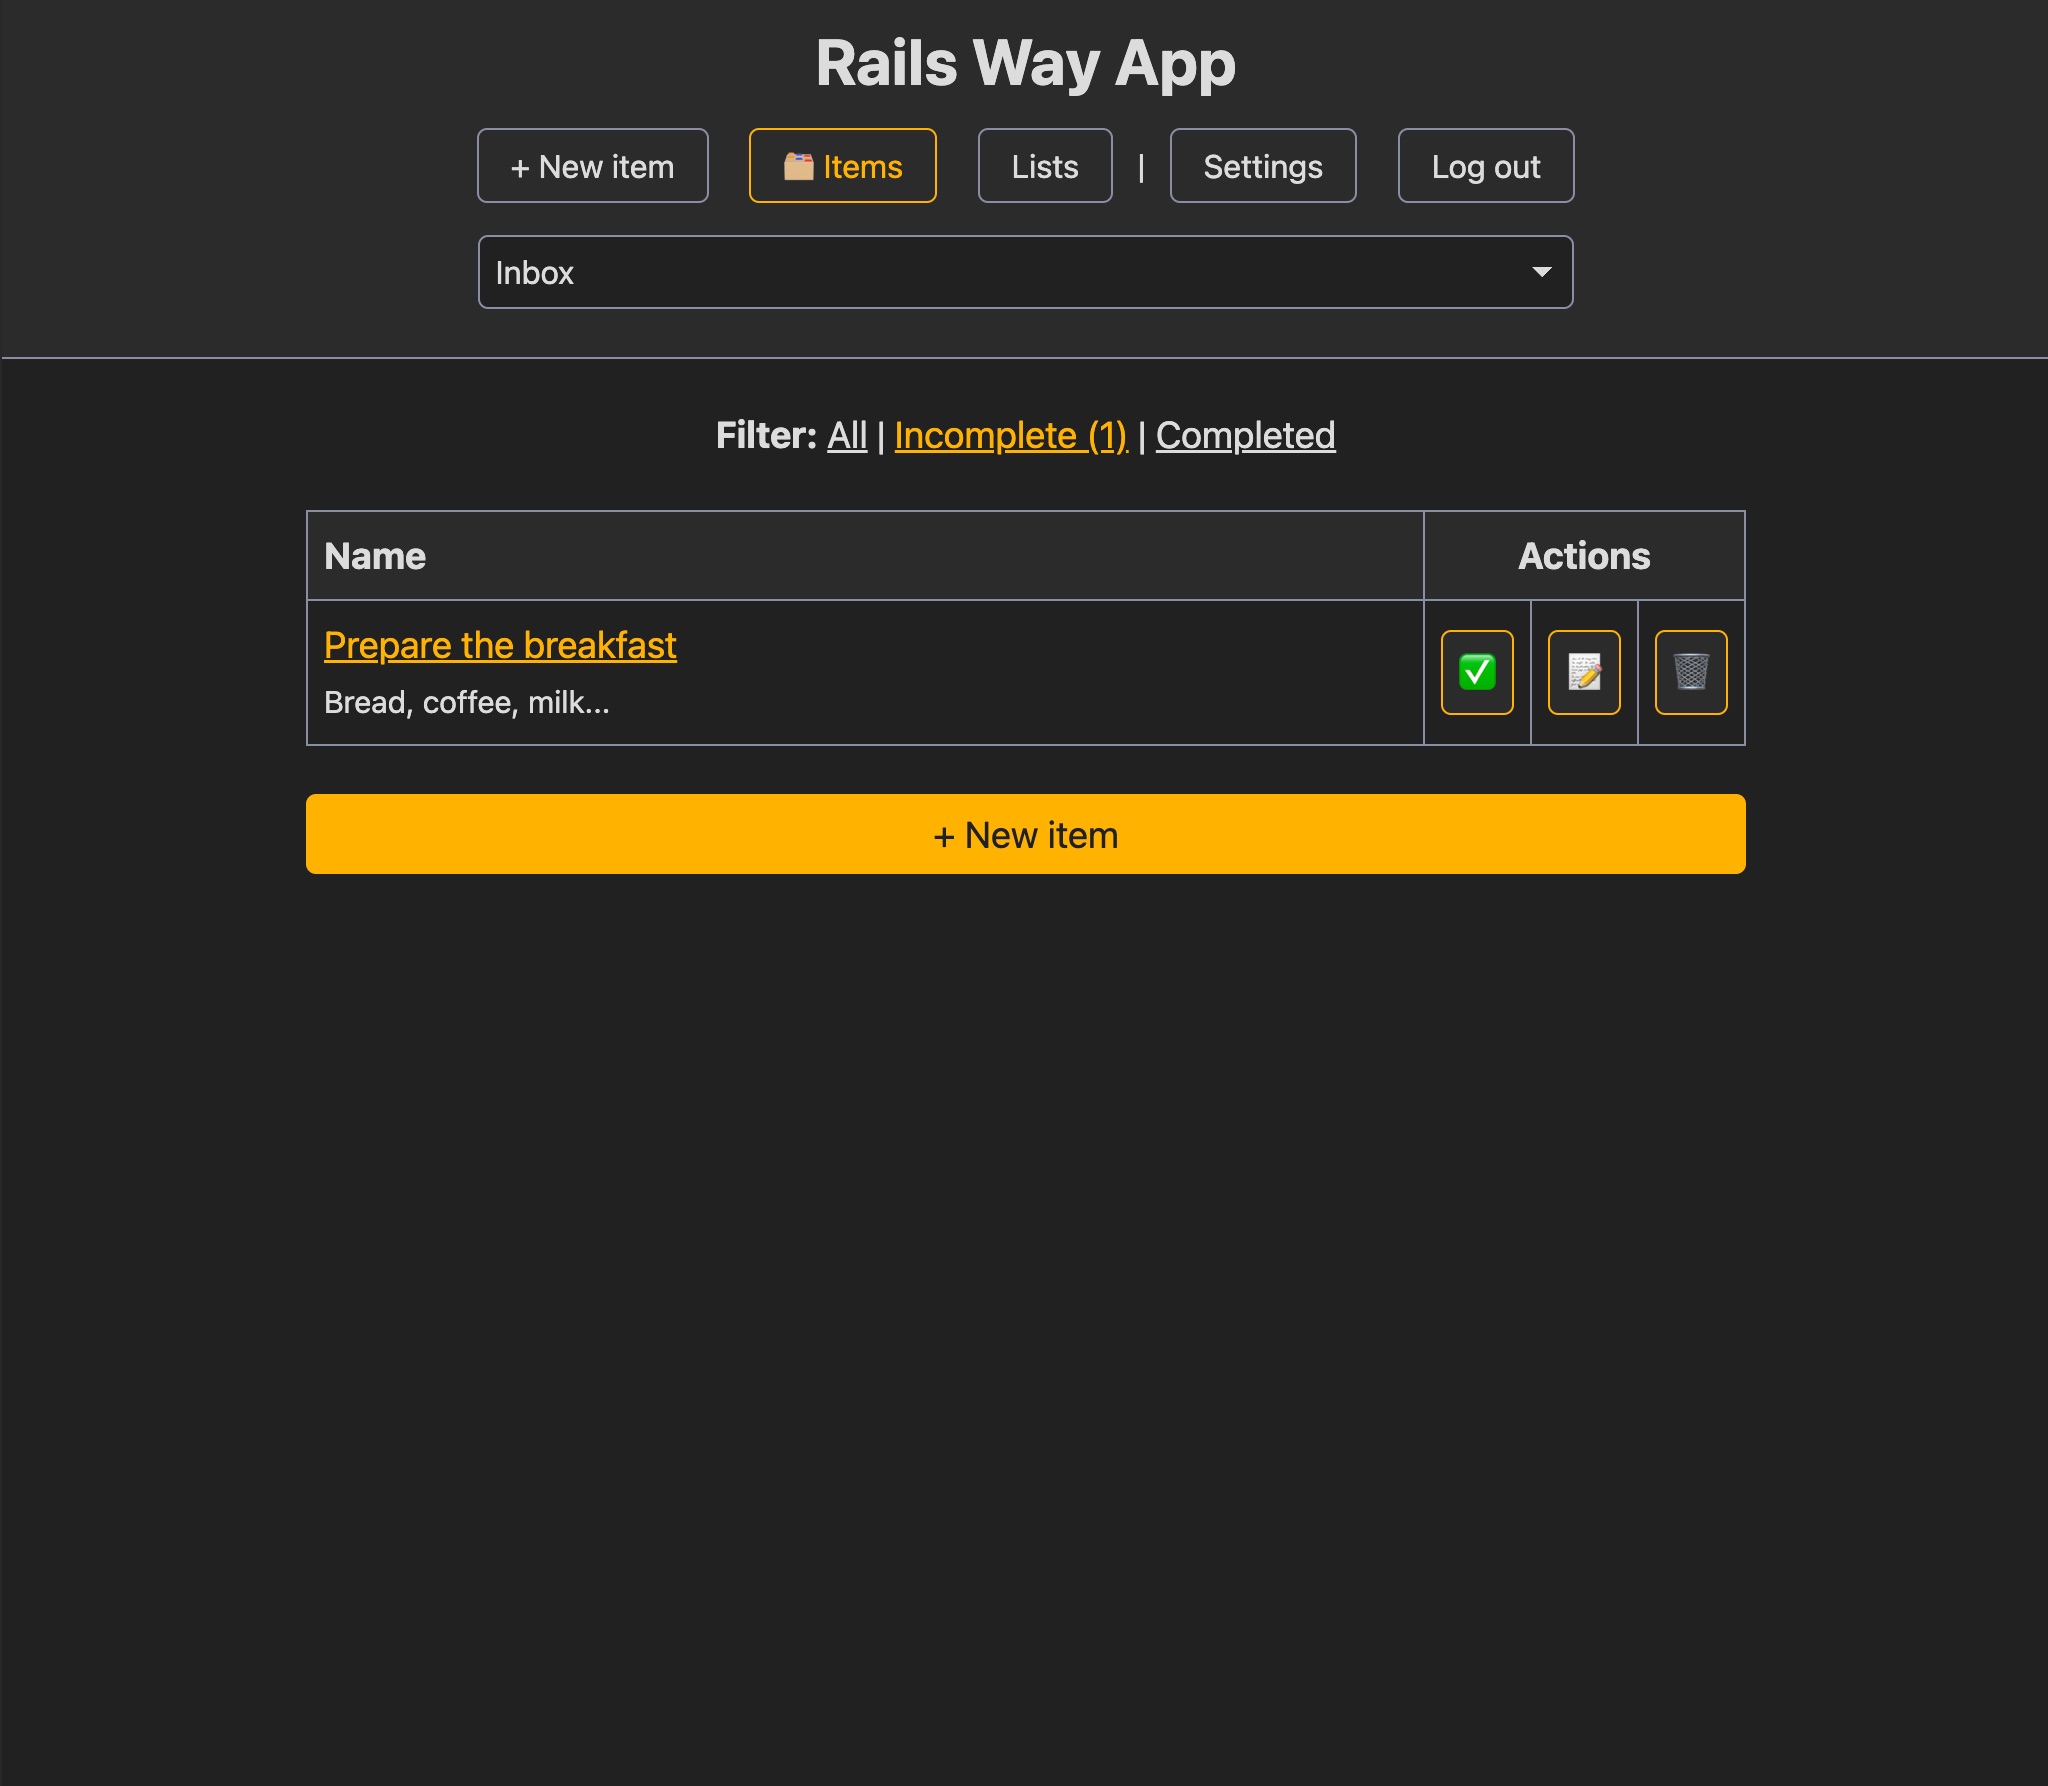 Rails Way App
+ New item
Items
Lists
|
Settings
Log out
Inbox
Filter: All | Incomplete (1) | Completed
Name
Actions
Prepare the breakfast
Bread, coffee, milk...
+ New item